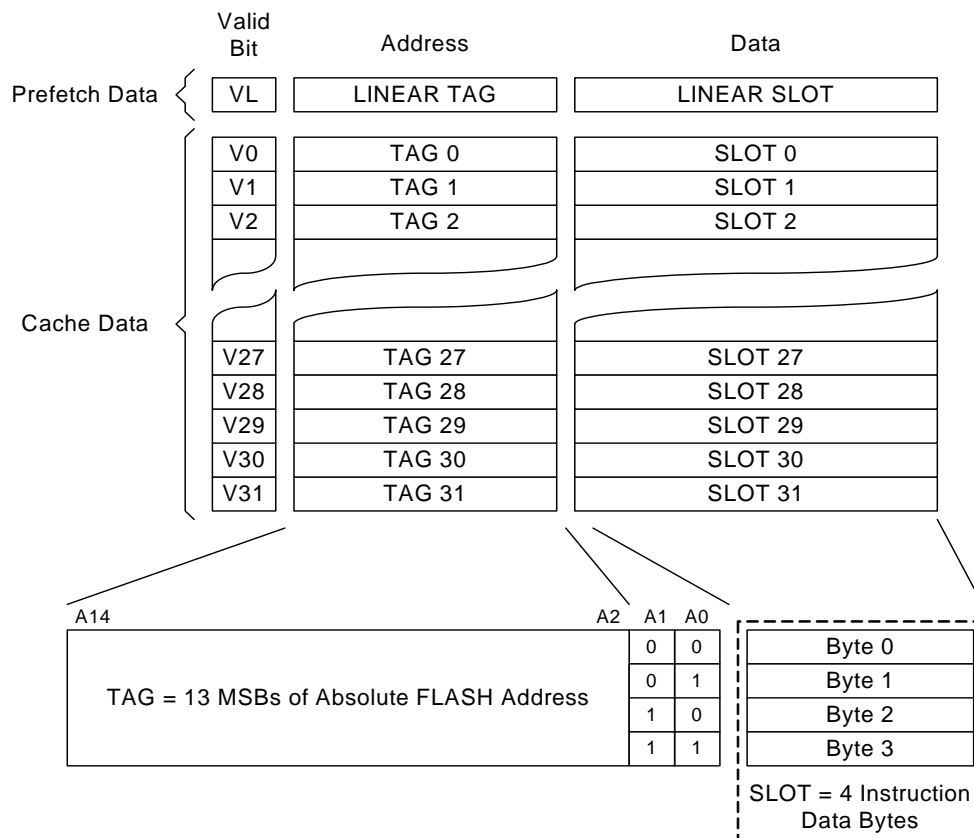 Valid
Bit
Address
Data
Prefetch Data
VL
LINEAR TAG
LINEAR SLOT
Cache Data
V0
TAG 0
SLOT 0
V1
TAG 1
SLOT 1
V2
TAG 2
SLOT 2
V27
TAG 27
SLOT 27
V28
TAG 28
SLOT 28
V29
TAG 29
SLOT 29
V30
TAG 30
SLOT 30
V31
TAG 31
SLOT 31
A14
A2
A1
A0
TAG = 13 MSBs of Absolute FLASH Address
0
0
Byte 0
0
1
Byte 1
1
0
Byte 2
1
1
Byte 3
SLOT = 4 Instruction
Data Bytes